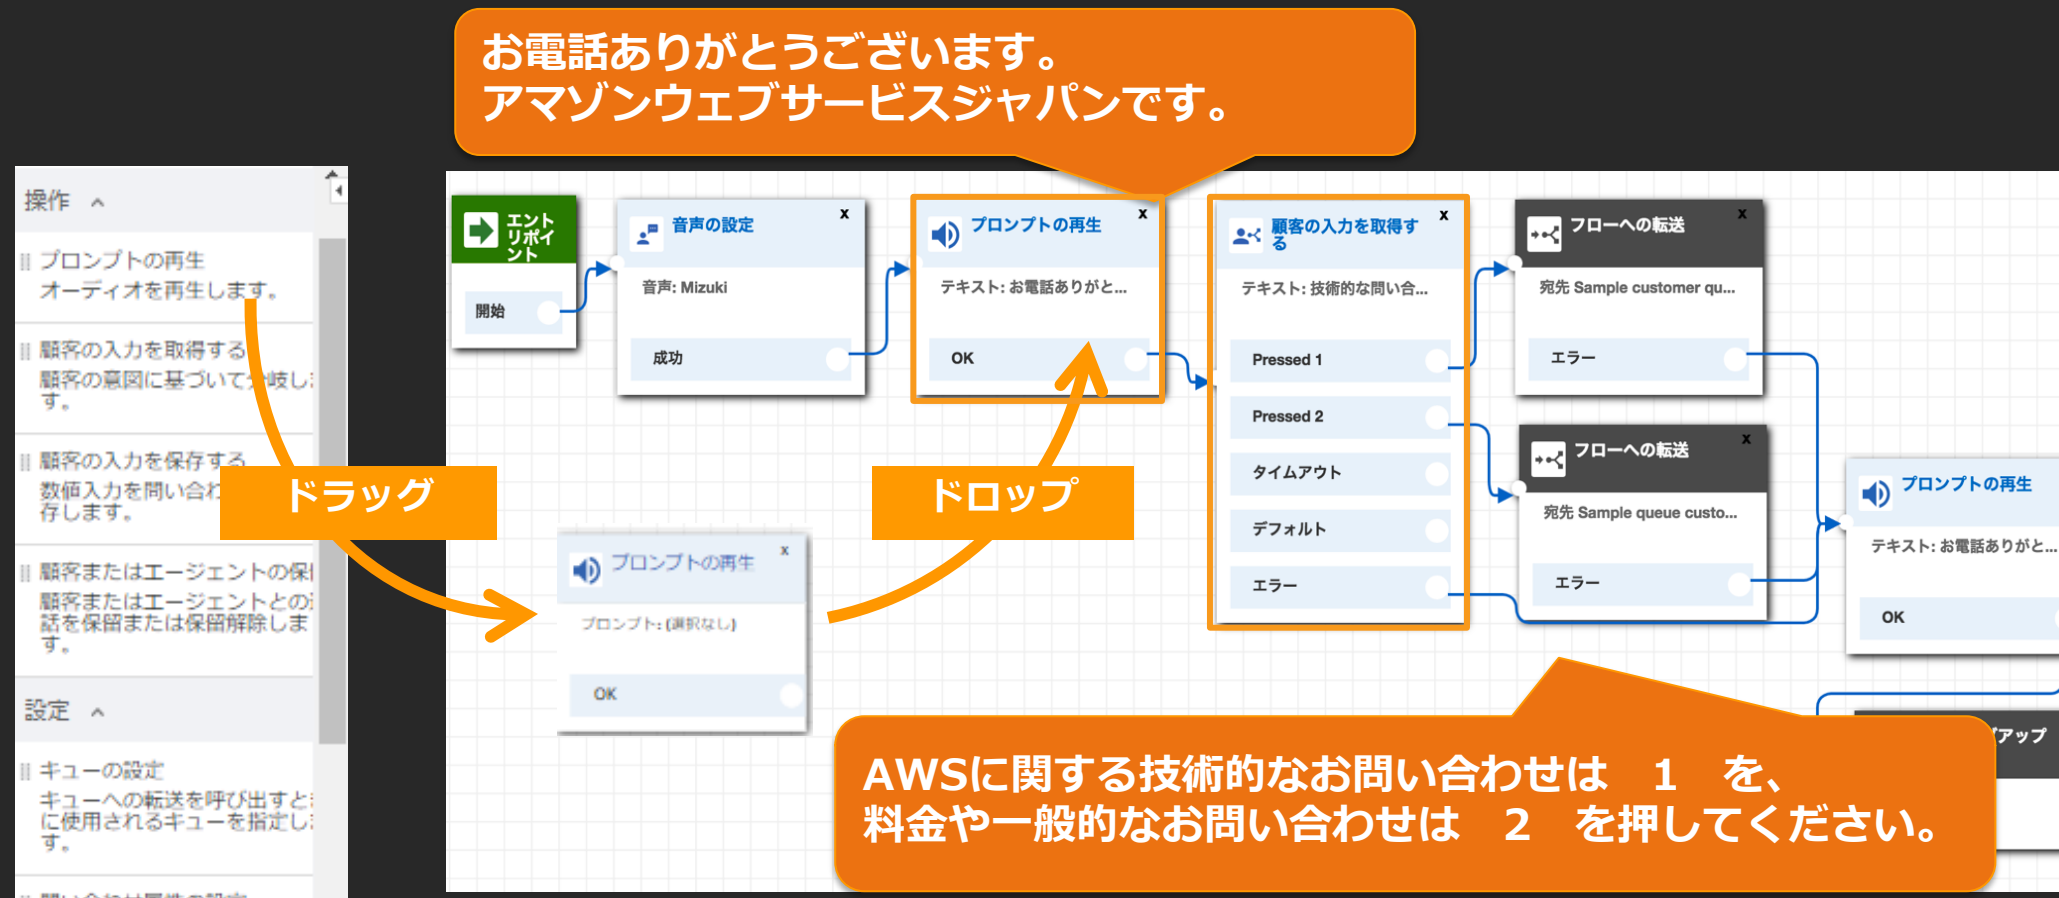 お電話ありがとうございます。
アマゾンウェブサービスジャパンです。
操作
プロンプトの再生
オーディオを再生します。
顧客の入力を取得する
顧客の意図に基づいて分岐し
す。
顧客の入力を保存する
数値入力を問い合わ
存します。
顧客またはエージェントの保
顧客またはエージェントとの
話を保留または保留解除しま
す。
設定
キューの設定
キューへの転送を呼び出すと
に使用されるキューを指定し
す。
ドラッグ
ドロップ
エント
リポイ
ント
開始
音声の設定
x
音声: Mizuki
成功
プロンプトの再生
x
テキスト: お電話ありがと...
OK
顧客の入力を取得す
る
x
テキスト: 技術的な問い合...
Pressed 1
Pressed 2
タイムアウト
デフォルト
エラー
フローへの転送
x
宛先 Sample customer qu...
エラー
フローへの転送
x
宛先 Sample queue custo...
エラー
プロンプトの再生
テキスト: お電話ありがと...
OK
プロンプトの再生
x
プロンプト: (選択なし)
OK
アップ
AWSに関する技術的なお問い合わせは 1 を、
料金や一般的なお問い合わせは 2 を押してください。